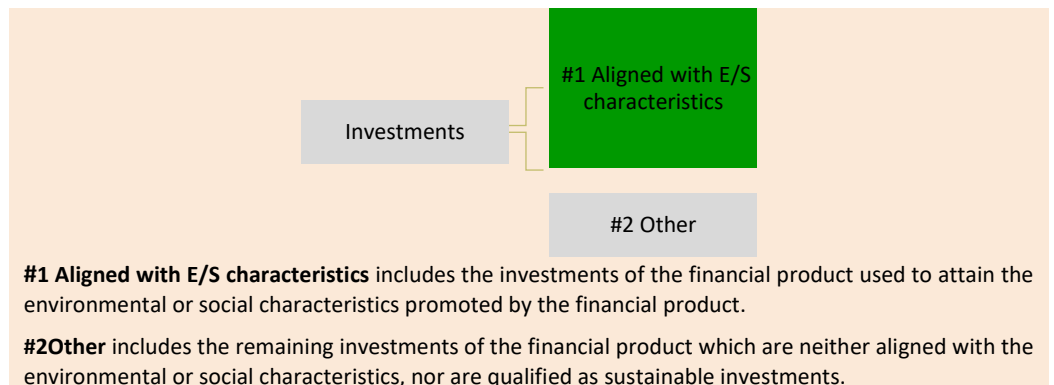 #1 Aligned with E/S
characteristics
Investments
#2 Other
#1 Aligned with E/S characteristics includes the investments of the financial product used to attain the
environmental or social characteristics promoted by the financial product.
#2Other includes the remaining investments of the financial product which are neither aligned with the
environmental or social characteristics, nor are qualified as sustainable investments.